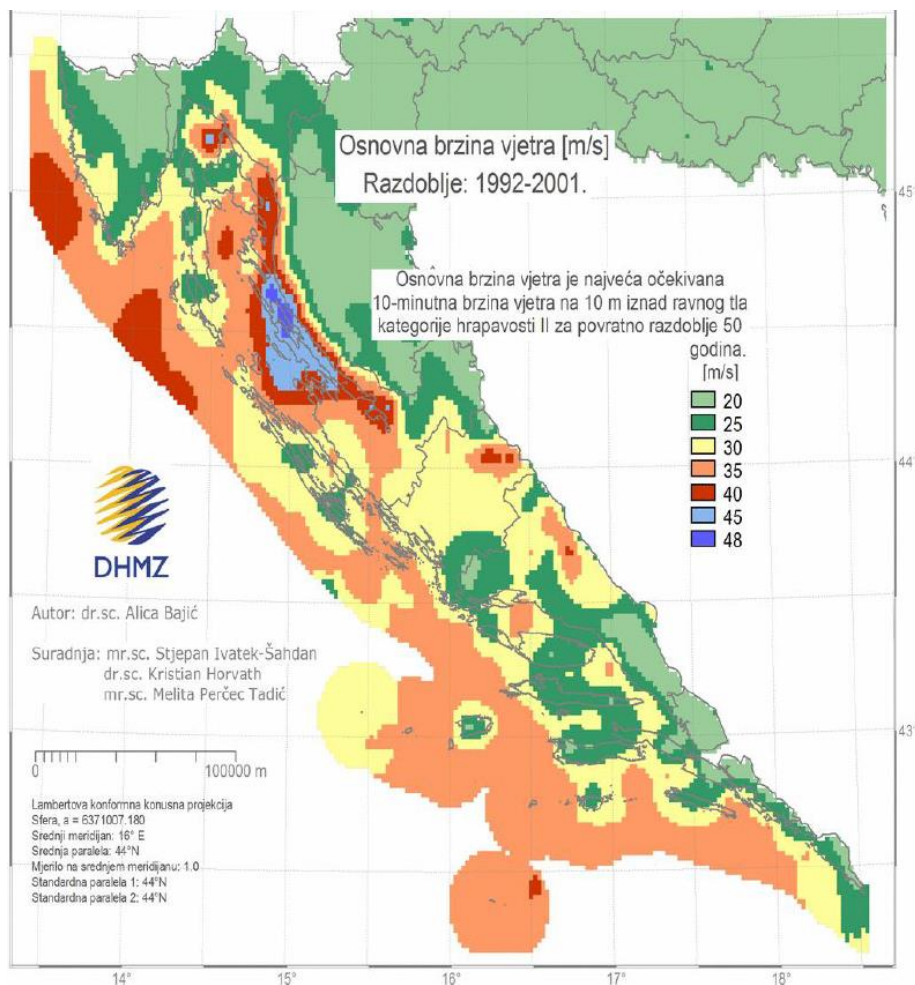 Osnovna brzina vjetra [m/s]
Razdoblje: 1992-2001.
45°
Osnovna brzina vjetra je najveća očekivana
10-minutna brzina vjetra na 10 m iznad ravnog tla
kategorije hrapavosti II za povratno razdoblje 50
godina.
[m/s]
20
25
30
35
40
45
48
44°
DHMZ
Autor: dr.sc. Alica Bajić
Suradnja: mr.sc. Stjepan Ivatek-Šahdan
dr.sc. Kristian Horvath
mr.sc. Melita Perčec Tadić
43°
0 100000 m
Lambertova konformna konusna projekcija
Sfera, a = 6371007.180
Srednji meridijan: 16° E
Srednja paralela: 44°N
Mjerilo na srednjem meridijanu: 1.0
Standardna paralela 1: 44°N
Standardna paralela 2: 44°N
14° 15° 16° 17° 18°